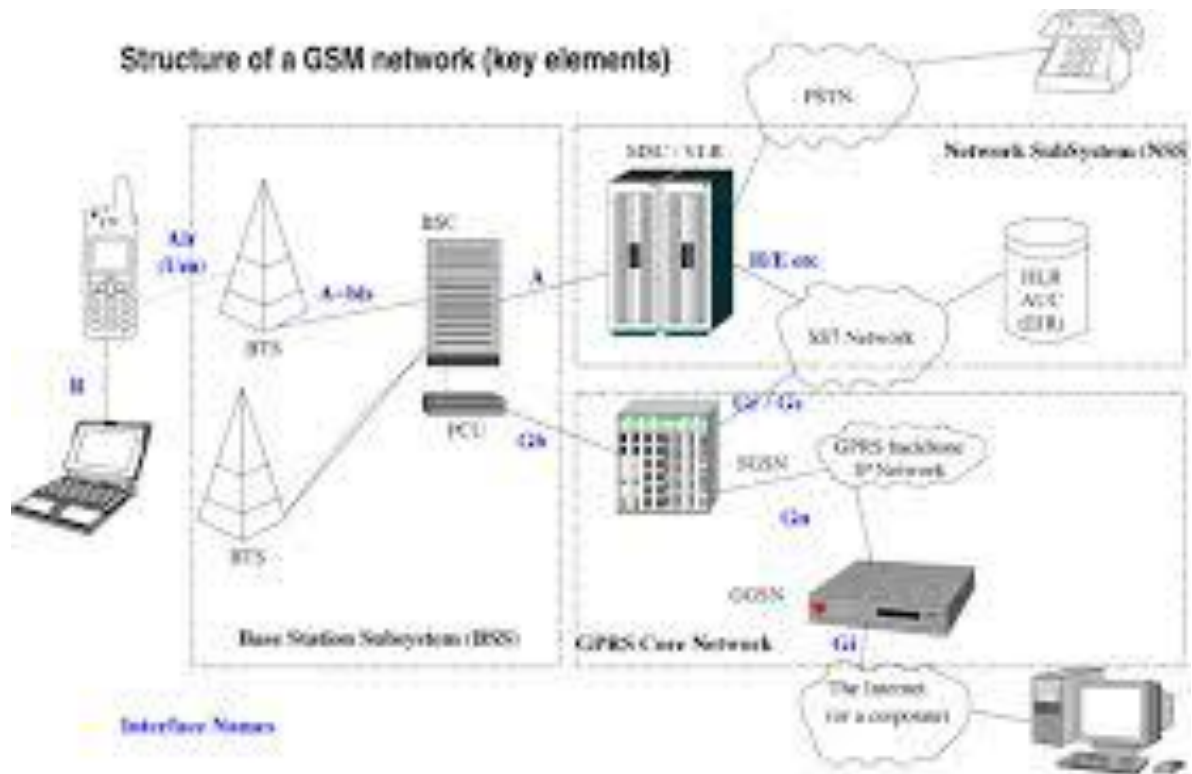 Structure of a GSM network (key elements)
PSTN
MSC / VLR
Network SubSystem (NSS
BSC
Air
(Um)
A-bis
A
H/E etc
HLR
AUC
(EIR)
SS7 Network
BTS
R
Gr / Gs
PCU
Gb
SGSN
GPRS backbone
IP Network
Gn
BTS
GGSN
Base Station Subsystem (BSS)
GPRS Core Network
Gi
The Internet
(or a corporate)
Interface Names